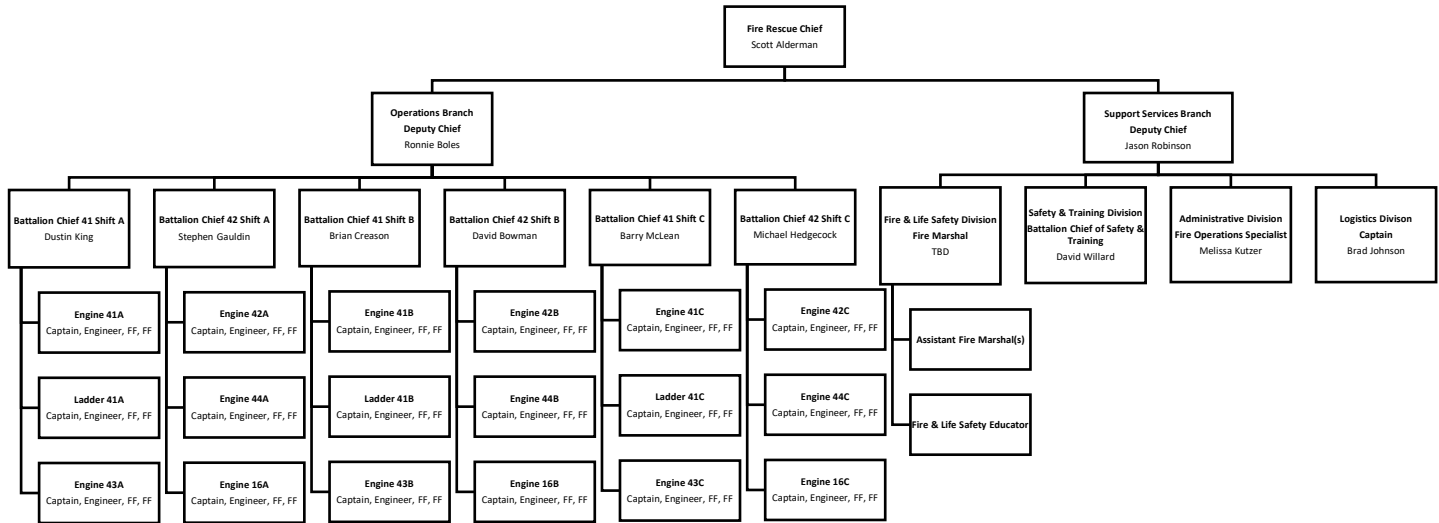 Fire Rescue Chief
Scott Alderman
Operations Branch
Deputy Chief
Ronnie Boles
Support Services Branch
Deputy Chief
Jason Robinson
Battalion Chief 41 Shift A
Dustin King
Battalion Chief 42 Shift A
Stephen Gauldin
Battalion Chief 41 Shift B
Brian Creason
Battalion Chief 42 Shift B
David Bowman
Battalion Chief 41 Shift C
Barry McLean
Battalion Chief 42 Shift C
Michael Hedgecock
Fire & Life Safety Division
Fire Marshal
TBD
Safety & Training Division
Battalion Chief of Safety &
Training
David Willard
Administrative Division
Fire Operations Specialist
Melissa Kutzer
Logistics Divison
Captain
Brad Johnson
Engine 41A
Captain, Engineer, FF, FF
Engine 42A
Captain, Engineer, FF, FF
Engine 41B
Captain, Engineer, FF, FF
Engine 42B
Captain, Engineer, FF, FF
Engine 41C
Captain, Engineer, FF, FF
Engine 42C
Captain, Engineer, FF, FF
Assistant Fire Marshal(s)
Ladder 41A
Captain, Engineer, FF, FF
Engine 44A
Captain, Engineer, FF, FF
Ladder 41B
Captain, Engineer, FF, FF
Engine 44B
Captain, Engineer, FF, FF
Ladder 41C
Captain, Engineer, FF, FF
Engine 44C
Captain, Engineer, FF, FF
Fire & Life Safety Educator
Engine 43A
Captain, Engineer, FF, FF
Engine 16A
Captain, Engineer, FF, FF
Engine 43B
Captain, Engineer, FF, FF
Engine 16B
Captain, Engineer, FF, FF
Engine 43C
Captain, Engineer, FF, FF
Engine 16C
Captain, Engineer, FF, FF